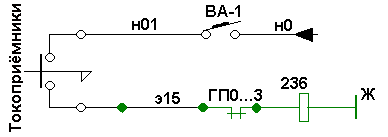 Токоприёмники
н01
ВА-1
н0
э15
ГП0...3
236
Ж